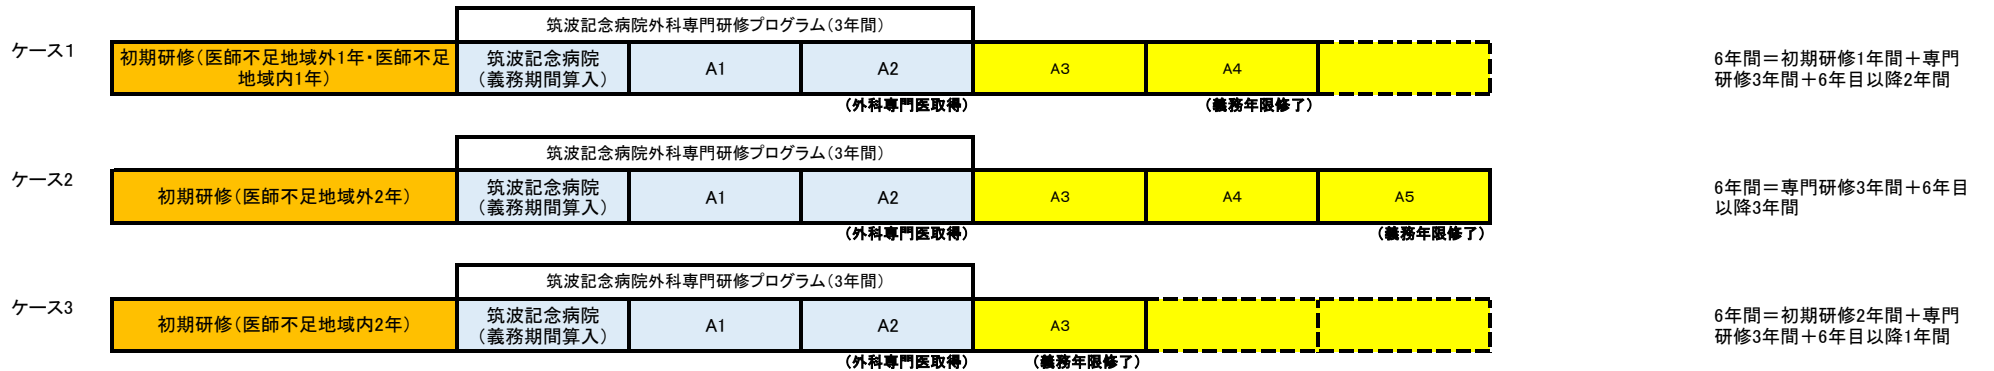 筑波記念病院外科専門研修プログラム(3年間)
ケース1
初期研修(医師不足地域外1年・医師不足
地域内1年)
筑波記念病院
(義務期間算入)
A1
A2
A3
A4
6年間=初期研修1年間+専門
研修3年間+6年目以降2年間
(外科専門医取得)
(義務年限修了)
筑波記念病院外科専門研修プログラム(3年間)
ケース2
初期研修(医師不足地域外2年)
筑波記念病院
(義務期間算入)
A1
A2
A3
A4
A5
6年間=専門研修3年間+6年目
以降3年間
(外科専門医取得)
(義務年限修了)
筑波記念病院外科専門研修プログラム(3年間)
ケース3
初期研修(医師不足地域内2年)
筑波記念病院
(義務期間算入)
A1
A2
A3
6年間=初期研修2年間+専門
研修3年間+6年目以降1年間
(外科専門医取得)
(義務年限修了)